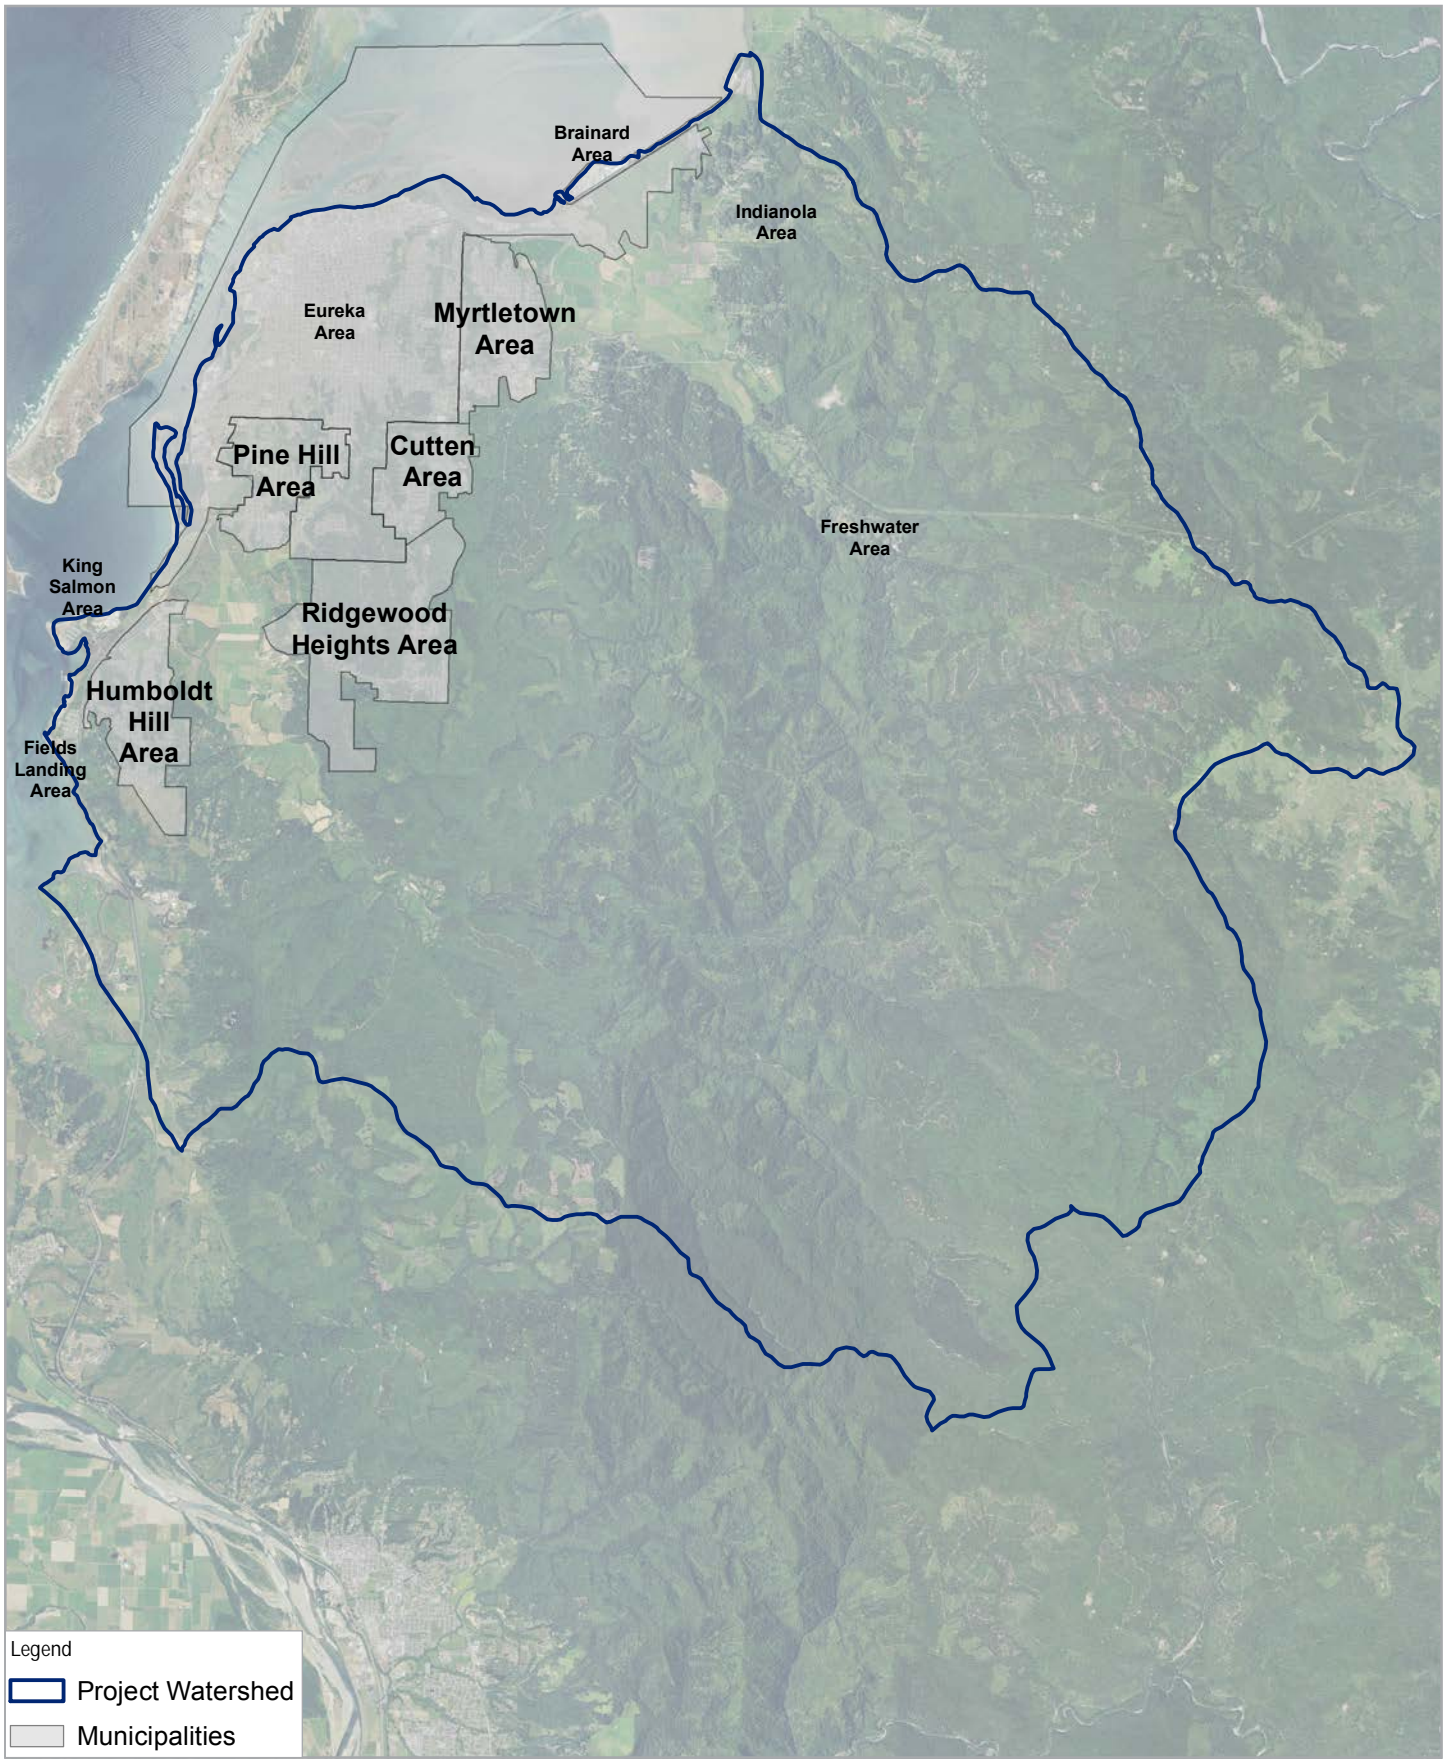 Brainard
Area
Indianola
Area
Eureka
Area
Myrtletown
Area
Pine Hill
Area
Cutten
Area
Freshwater
Area
King
Salmon
Area
Ridgewood
Heights Area
Humboldt
Hill
Area
Fields
Landing
Area
Legend
Project Watershed
Municipalities